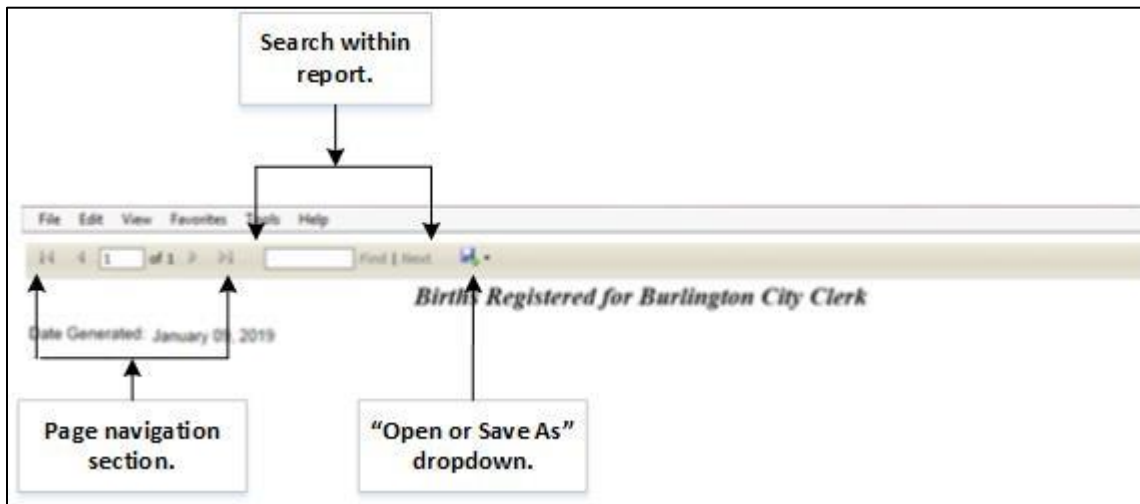 Search within
report.
File Edit View Favorites Tools Help
1 of 1 Find | Next
Births Registered for Burlington City Clerk
Date Generated: January 09, 2019
Page navigation
section.
“Open or Save As”
dropdown.